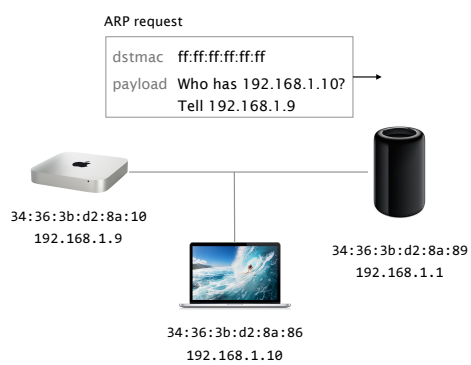 ARP request
dstmac ff:ff:ff:ff:ff:ff
payload Who has 192.168.1.10?
Tell 192.168.1.9
34:36:3b:d2:8a:10
192.168.1.9
34:36:3b:d2:8a:89
192.168.1.1
34:36:3b:d2:8a:86
192.168.1.10